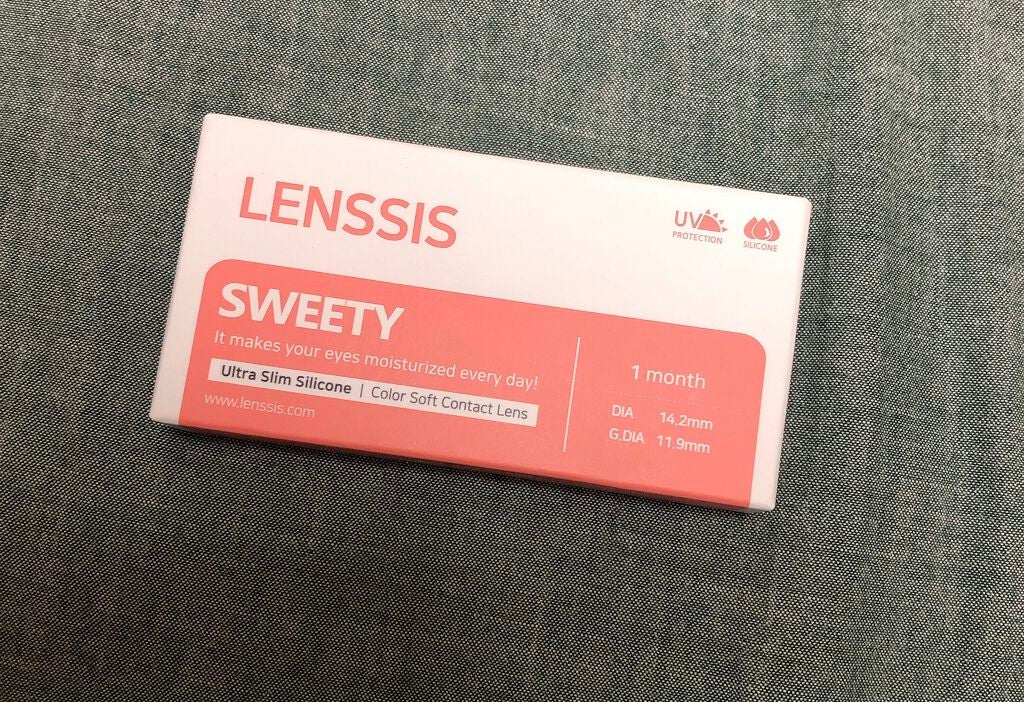 LENSSIS
UV
PROTECTION
SILICONE
SWEETY
It makes your eyes moisturized every day!
Ultra Slim Silicone | Color Soft Contact Lens
www.lenssis.com
1 month
DIA 14.2mm
G.DIA 11.9mm